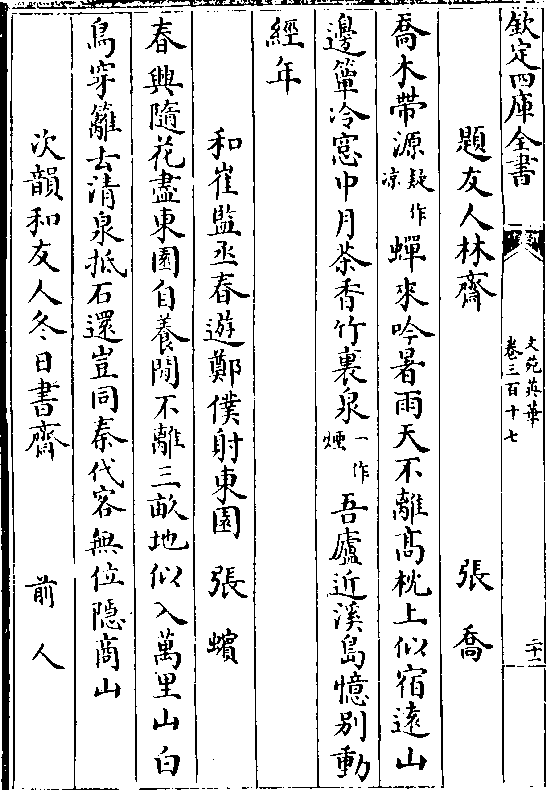 欽定四庫全書
文苑英華
卷三百十七
二十二
題友人林齋 張喬
喬木帶源疑作凉蟬來吟暑雨天不離高枕上似宿遠山
邊簟冷窓中月茶香竹裏泉一作煙吾廬近溪島憶别動
經年
和崔監丞春遊鄭僕射東園 張蠙
春興隨花盡東園自養閒不離三畝地似入萬里山白
鳥穿籬去清泉抵石還豈同秦代客無位隠商山
次韻和友人冬日書齋 前人